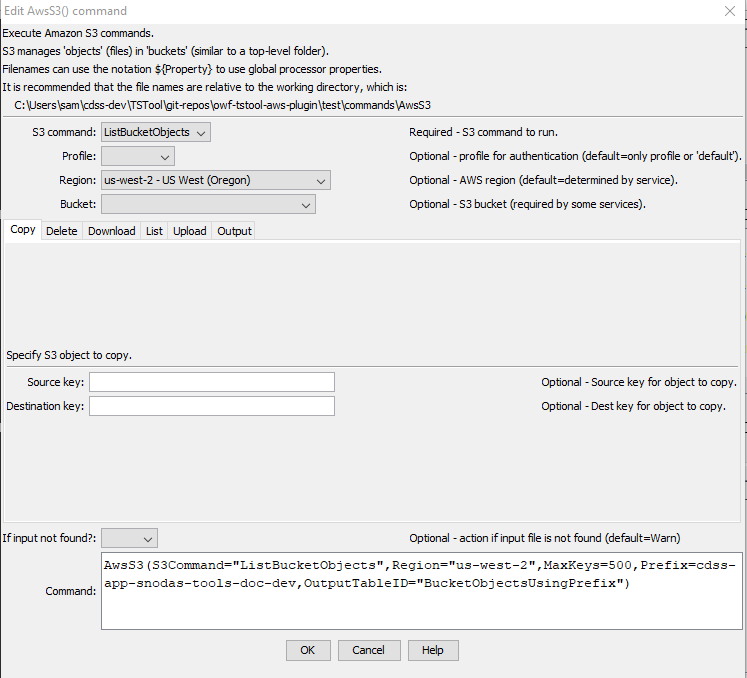 Edit AwsS3() command
Execute Amazon S3 commands.
S3 manages 'objects' (files) in 'buckets' (similar to a top-level folder).
Filenames can use the notation ${Property} to use global processor properties.
It is recommended that the file names are relative to the working directory, which is:
C:\Users\sam\cdss-dev\TSTool\git-repos\owf-tstool-aws-plugin\test\commands\AwsS3
S3 command: ListBucketObjects Required - S3 command to run.
Profile: Optional - profile for authentication (default=only profile or 'default').
Region: us-west-2 - US West (Oregon) Optional - AWS region (default=determined by service).
Bucket: Optional - S3 bucket (required by some services).
Copy Delete Download List Upload Output
Specify S3 object to copy.
Source key: Optional - Source key for object to copy.
Destination key: Optional - Dest key for object to copy.
If input not found?: Optional - action if input file is not found (default=Warn)
AwsS3(S3Command="ListBucketObjects",Region="us-west-2",MaxKeys=500,Prefix=cdss-
Command: app-snodas-tools-doc-dev,OutputTableID="BucketObjectsUsingPrefix")
OK Cancel Help